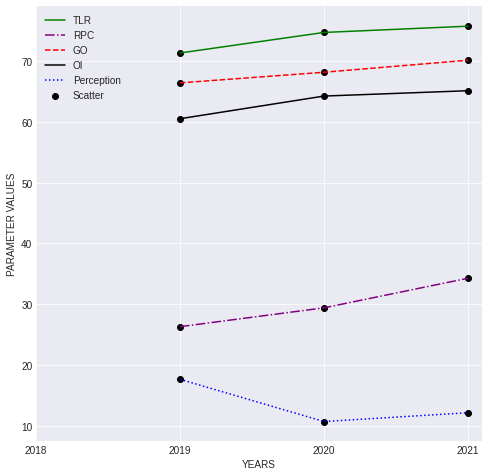 TLR
RPC
GO
OI
Perception
Scatter
PARAMETER VALUES
70
60
50
40
30
20
10
2018
2019
2020
2021
YEARS